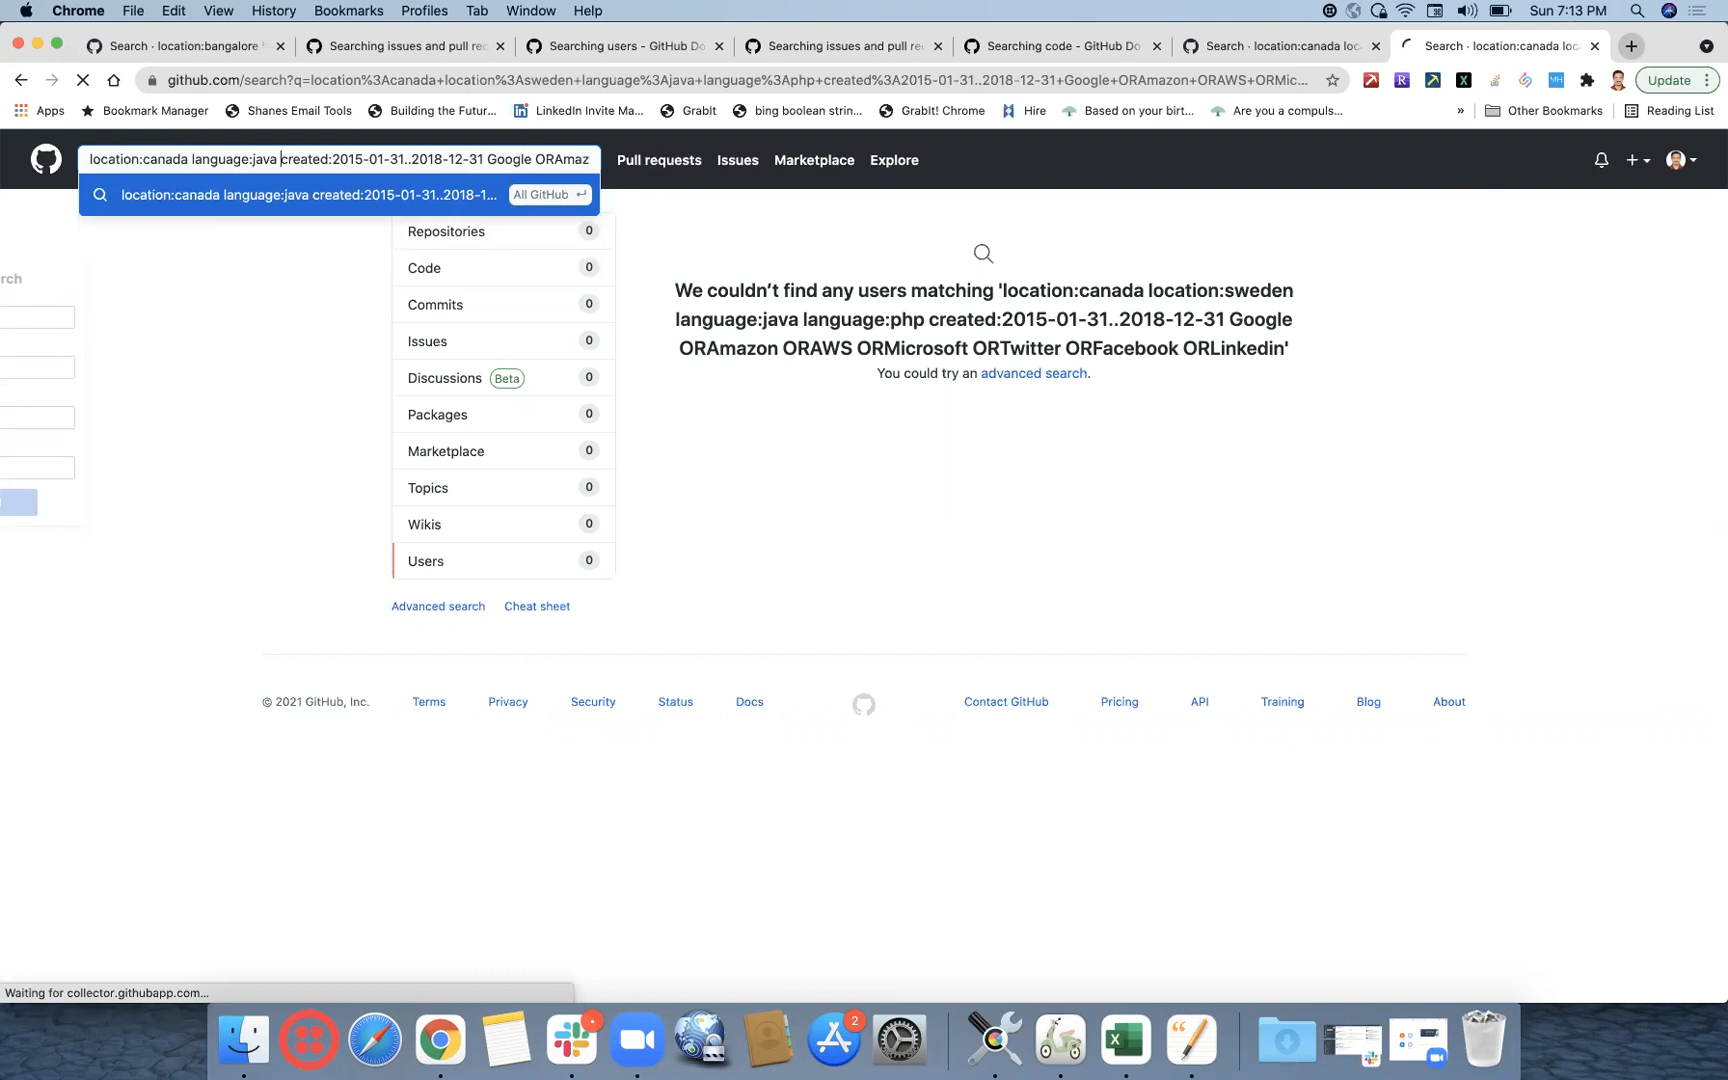 Chrome File Edit View History Bookmarks Profiles Tab Window Help Sun 7:13 PM
Search · location:bangalore Searching issues and pull re Searching users - GitHub Do Searching issues and pull re Searching code - GitHub Do Search · location:canada loc Search · location:canada loc
github.com/search?q=location%3Acanada+location%3Asweden+language%3Ajava+language%3Aphp+created%3A2015-01-31..2018-12-31+Google+ORAmazon+ORAWS+ORMic... Update
Apps Bookmark Manager Shanes Email Tools Building the Futur... LinkedIn Invite Ma... GrabIt bing boolean strin... GrabIt! Chrome Hire Based on your birt... Are you a compuls... » Other Bookmarks Reading List
location:canada language:java created:2015-01-31..2018-12-31 Google ORAmaz Pull requests Issues Marketplace Explore
location:canada language:java created:2015-01-31..2018-1... All GitHub
Repositories 0
Code 0
Commits 0
Issues 0
Discussions Beta 0
Packages 0
Marketplace 0
Topics 0
Wikis 0
Users 0
Advanced search Cheat sheet
rch
We couldn't find any users matching 'location:canada location:sweden
language:java language:php created:2015-01-31..2018-12-31 Google
ORAmazon ORAWS ORMicrosoft ORTwitter ORFacebook ORLinkedin'
You could try an advanced search.
© 2021 GitHub, Inc. Terms Privacy Security Status Docs Contact GitHub Pricing API Training Blog About
Waiting for collector.githubapp.com...
2